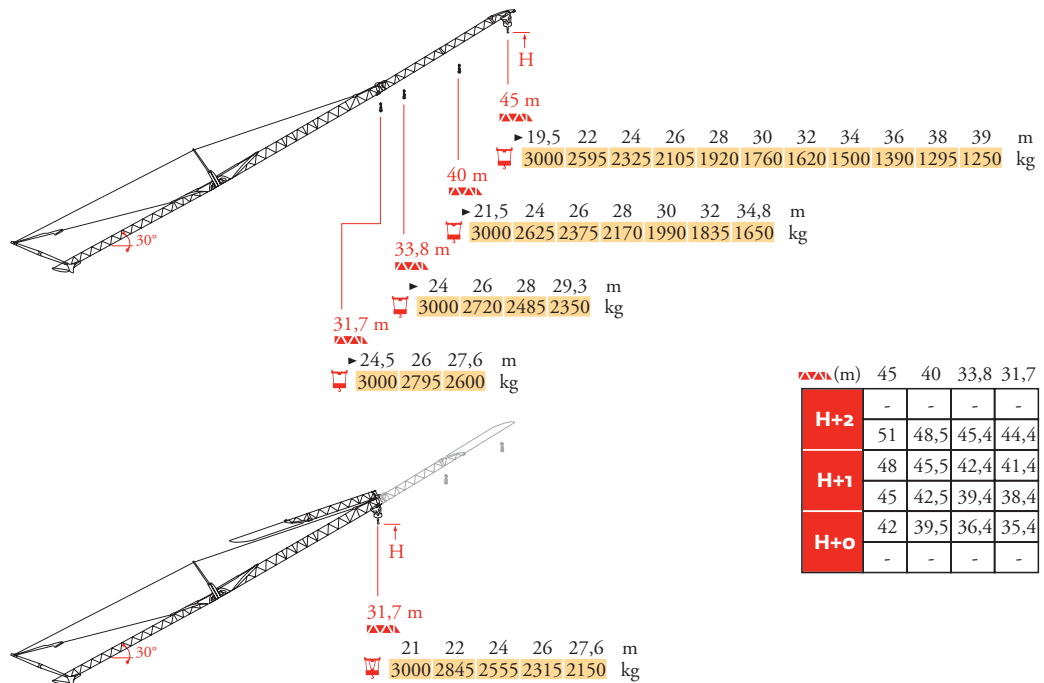 H
45 m
► 19,5 22 24 26 28 30 32 34 36 38 39 m
3000 2595 2325 2105 1920 1760 1620 1500 1390 1295 1250 kg
40 m
► 21,5 24 26 28 30 32 34,8 m
3000 2625 2375 2170 1990 1835 1650 kg
30°
33,8 m
► 24 26 28 29,3 m
3000 2720 2485 2350 kg
31,7 m
► 24,5 26 27,6 m
3000 2795 2600 kg
(m) 45 40 33,8 31,7
H+2
- - - -
51 48,5 45,4 44,4
H+1
48 45,5 42,4 41,4
45 42,5 39,4 38,4
H+0
42 39,5 36,4 35,4
- - - -
H
31,7 m
30°
21 22 24 26 27,6 m
3000 2845 2555 2315 2150 kg